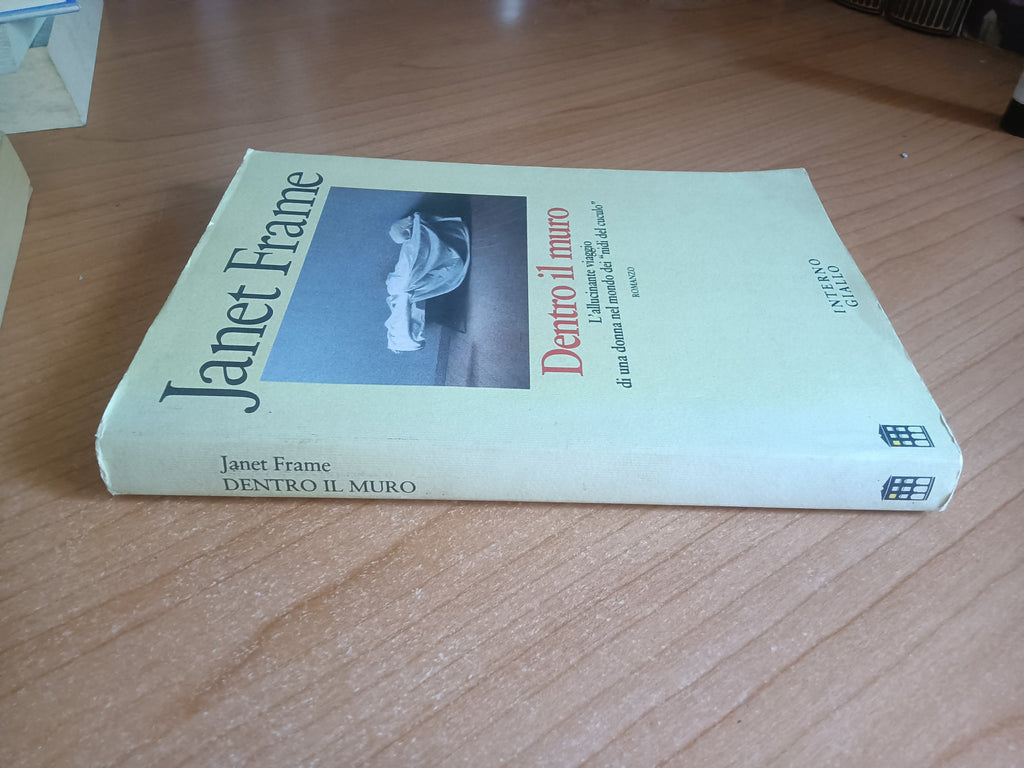 Janet Frame
Dentro il muro
L'allucinante viaggio
di una donna nel mondo dei "nidi del cuculo"
ROMANZO
INTERNO
GIALLO
Janet Frame
DENTRO IL MURO